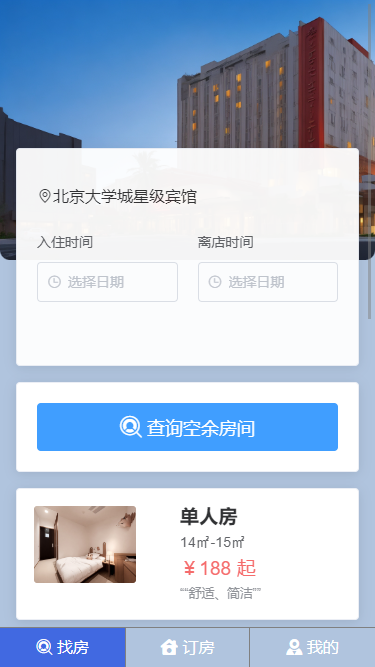 北京大学城星级宾馆
入住时间 离店时间
选择日期 选择日期
查询空余房间
单人房
14㎡-15㎡
￥188 起
““舒适、简洁””
找房 订房 我的